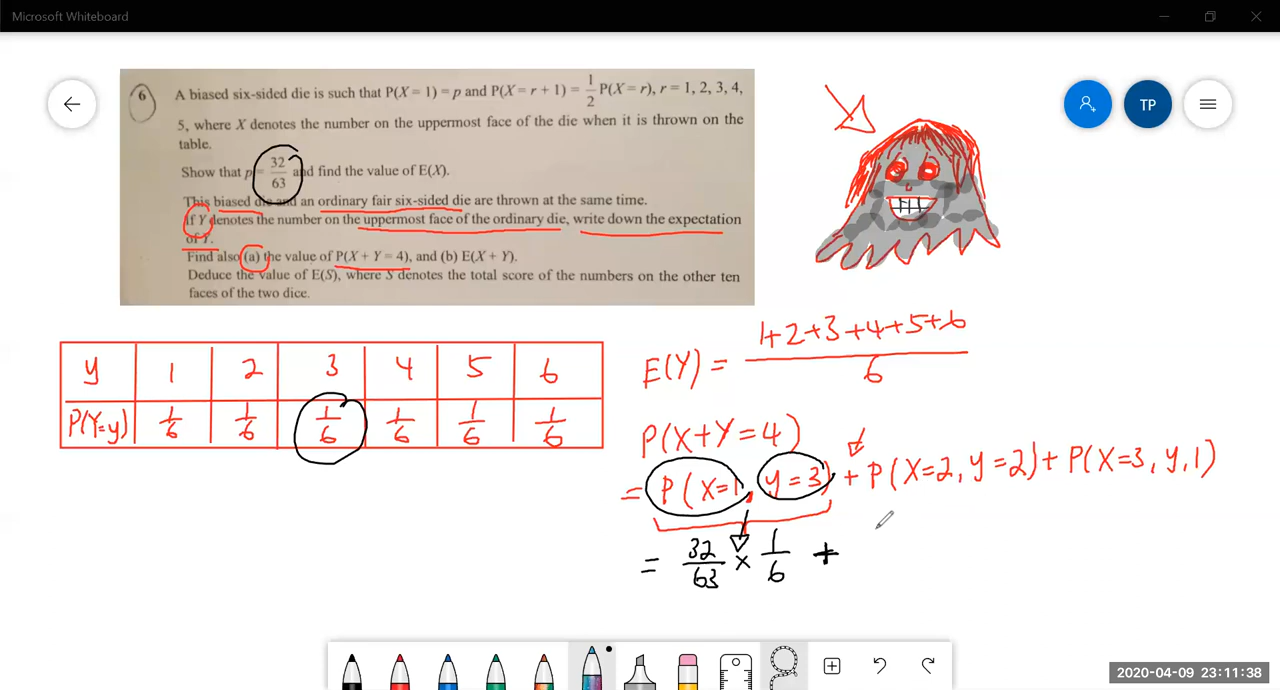 Microsoft Whiteboard
6 A biased six-sided die is such that P(X = 1) = p and P(X = r + 1) = 1/2 P(X = r), r = 1, 2, 3, 4,
5, where X denotes the number on the uppermost face of the die when it is thrown on the
table.
Show that p = 32/63 and find the value of E(X).
This biased die and an ordinary fair six-sided die are thrown at the same time.
If Y denotes the number on the uppermost face of the ordinary die, write down the expectation
of Y.
Find also (a) the value of P(X + Y = 4), and (b) E(X + Y).
Deduce the value of E(S), where S denotes the total score of the numbers on the other ten
faces of the two dice.
TP
y 1 2 3 4 5 6
P(Y=y) 1/6 1/6 1/6 1/6 1/6 1/6
E(Y) = 1+2+3+4+5+6 / 6
P(X+Y=4)
= P(X=1, y=3) + P(X=2, y=2) + P(X=3, y,1)
= 32/63 × 1/6 +
2020-04-09 23:11:38